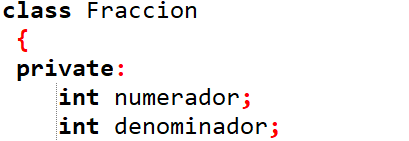 class Fraccion
{
private:
int numerador;
int denominador;